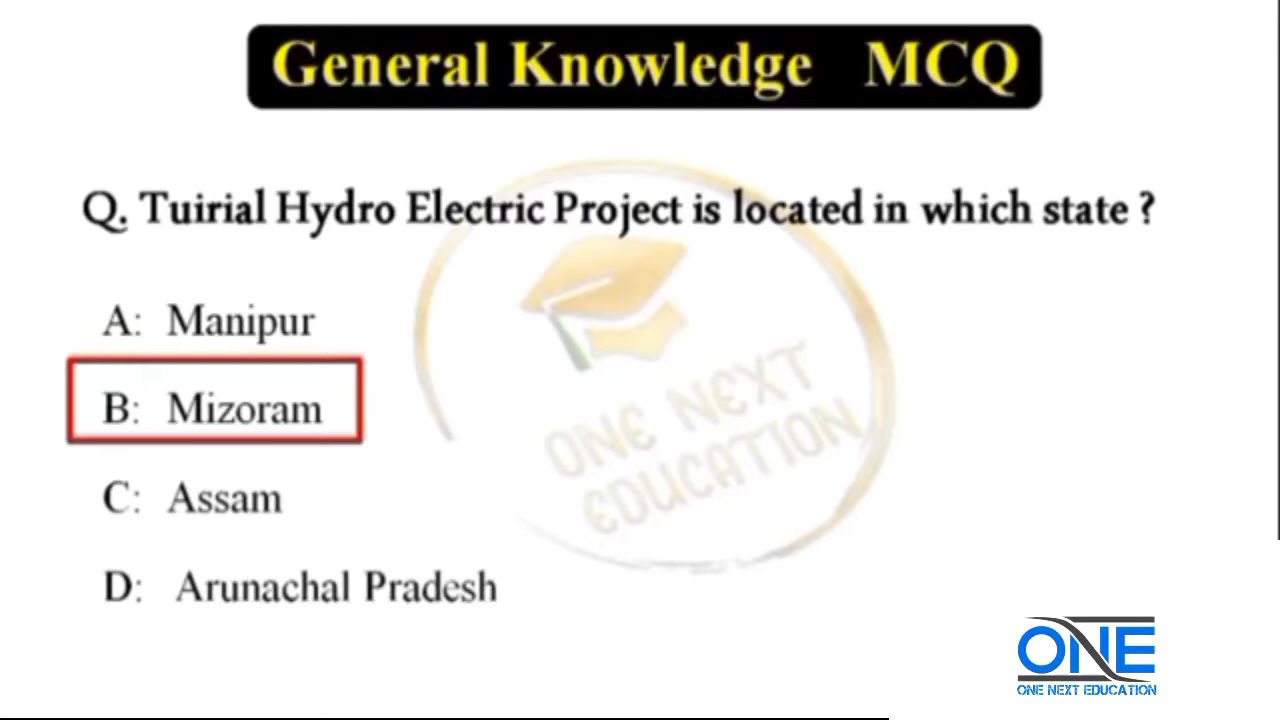 General Knowledge MCQ
Q. Tuirial Hydro Electric Project is located in which state ?
A: Manipur
B: Mizoram
C: Assam
D: Arunachal Pradesh
ONE NEXT
EDUCATION
ONE
ONE NEXT EDUCATION